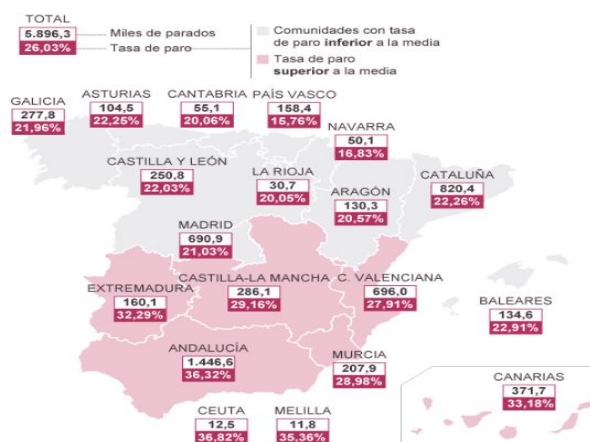 TOTAL
5.896,3 Miles de parados
26,03% Tasa de paro
Comunidades con tasa
de paro inferior a la media
Tasa de paro
superior a la media
GALICIA
277,8
21,96%
ASTURIAS
104,5
22,25%
CANTABRIA
55,1
20,06%
PAÍS VASCO
158,4
15,76%
NAVARRA
50,1
16,83%
CASTILLA Y LEÓN
250,8
22,03%
LA RIOJA
30,7
20,05%
ARAGÓN
130,3
20,57%
CATALUÑA
820,4
22,26%
MADRID
690,9
21,03%
EXTREMADURA
160,1
32,29%
CASTILLA-LA MANCHA
286,1
29,16%
C. VALENCIANA
696,0
27,91%
BALEARES
134,6
22,91%
ANDALUCÍA
1.446,6
36,32%
MURCIA
207,9
28,98%
CANARIAS
371,7
33,18%
CEUTA
12,5
36,82%
MELILLA
11,8
35,36%